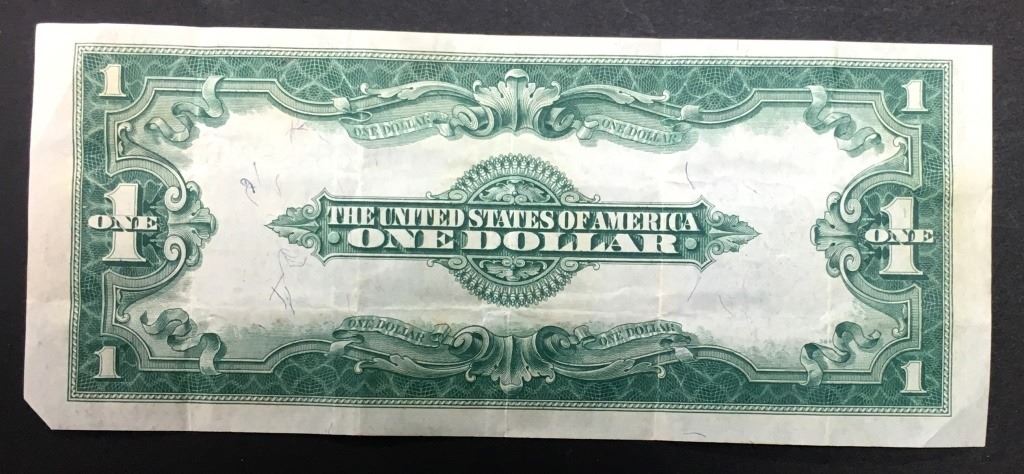 1 1
ONE DOLLAR ONE DOLLAR
THE UNITED STATES OF AMERICA
ONE 1 ONE DOLLAR ONE 1
ONE DOLLAR ONE DOLLAR
1 1